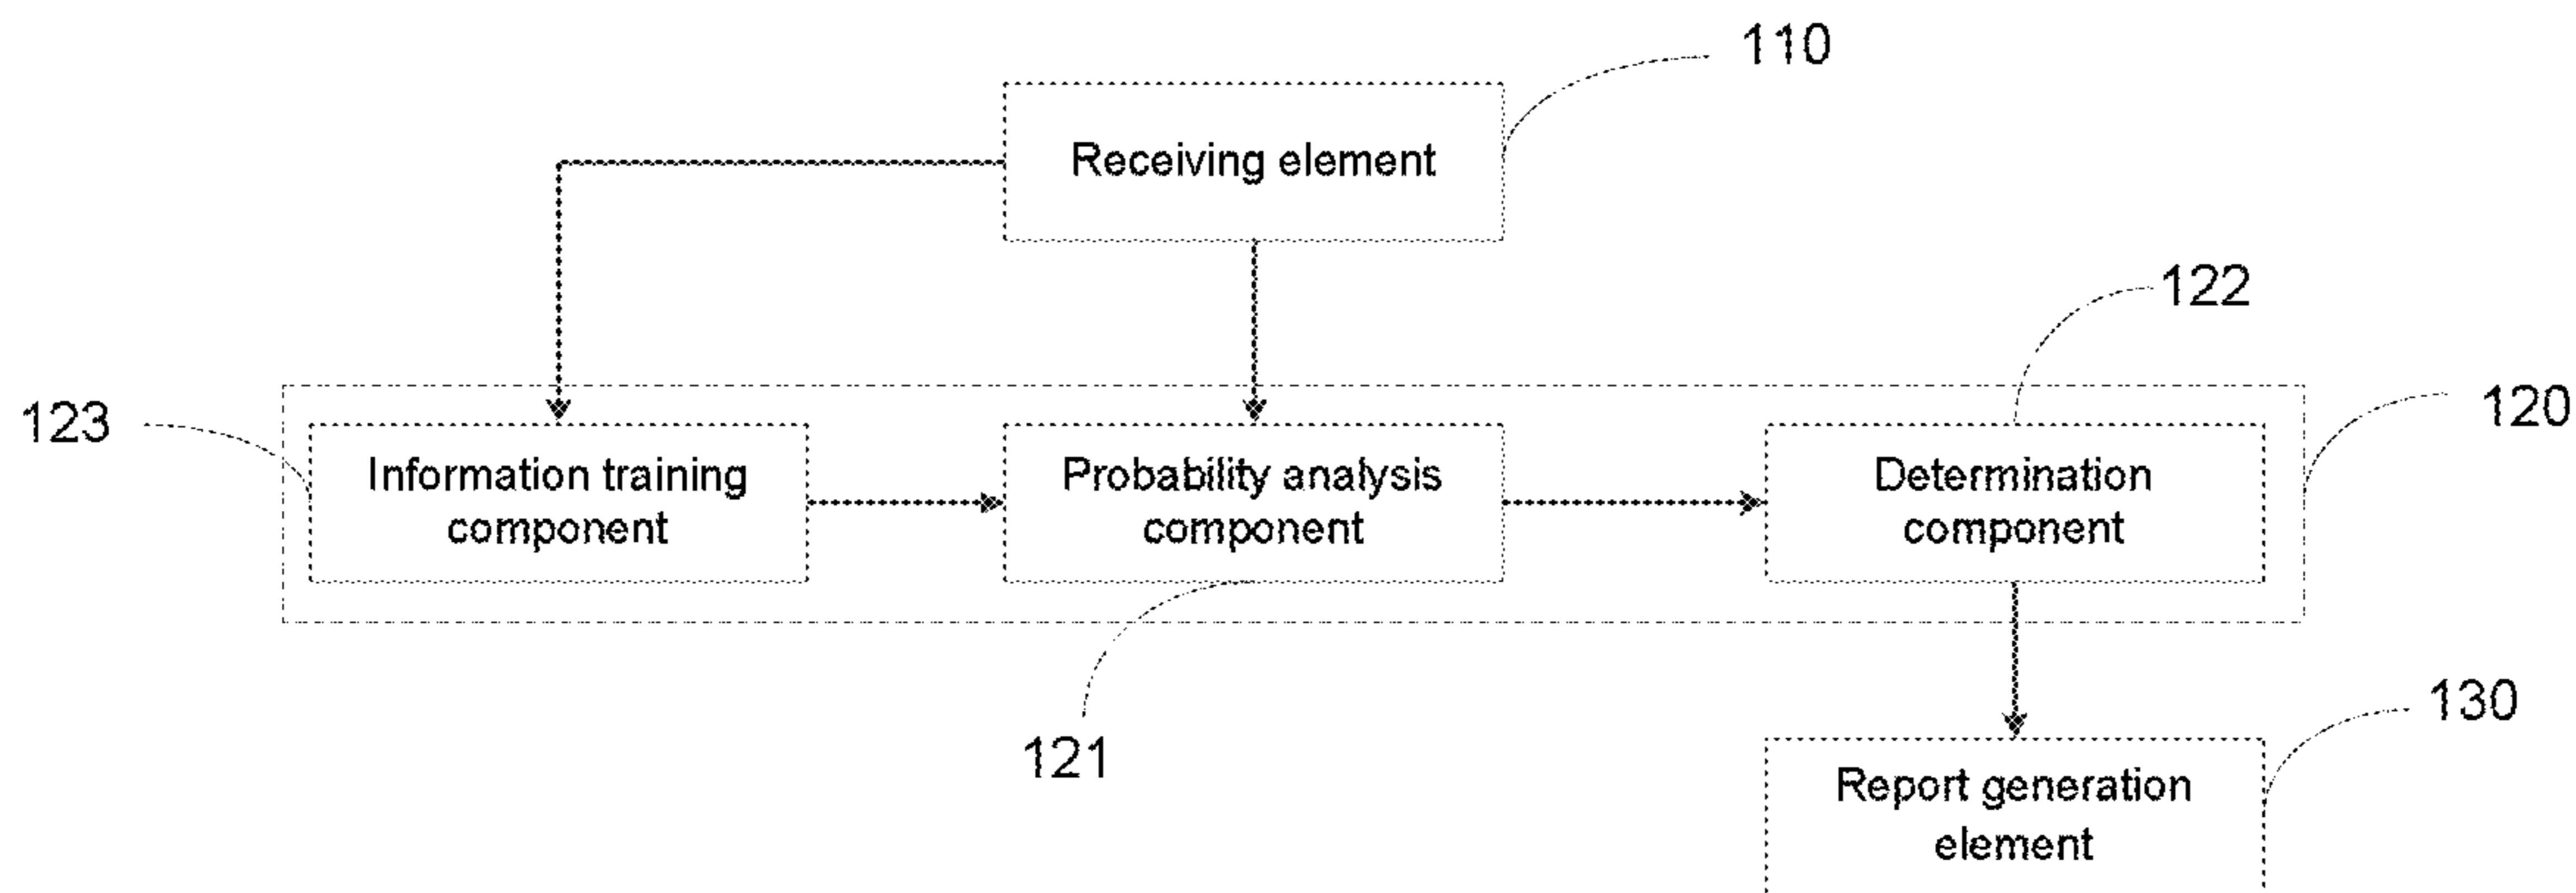 110
Receiving element
122
123
120
Information training
component
Probability analysis
component
Determination
component
121
130
Report generation
element